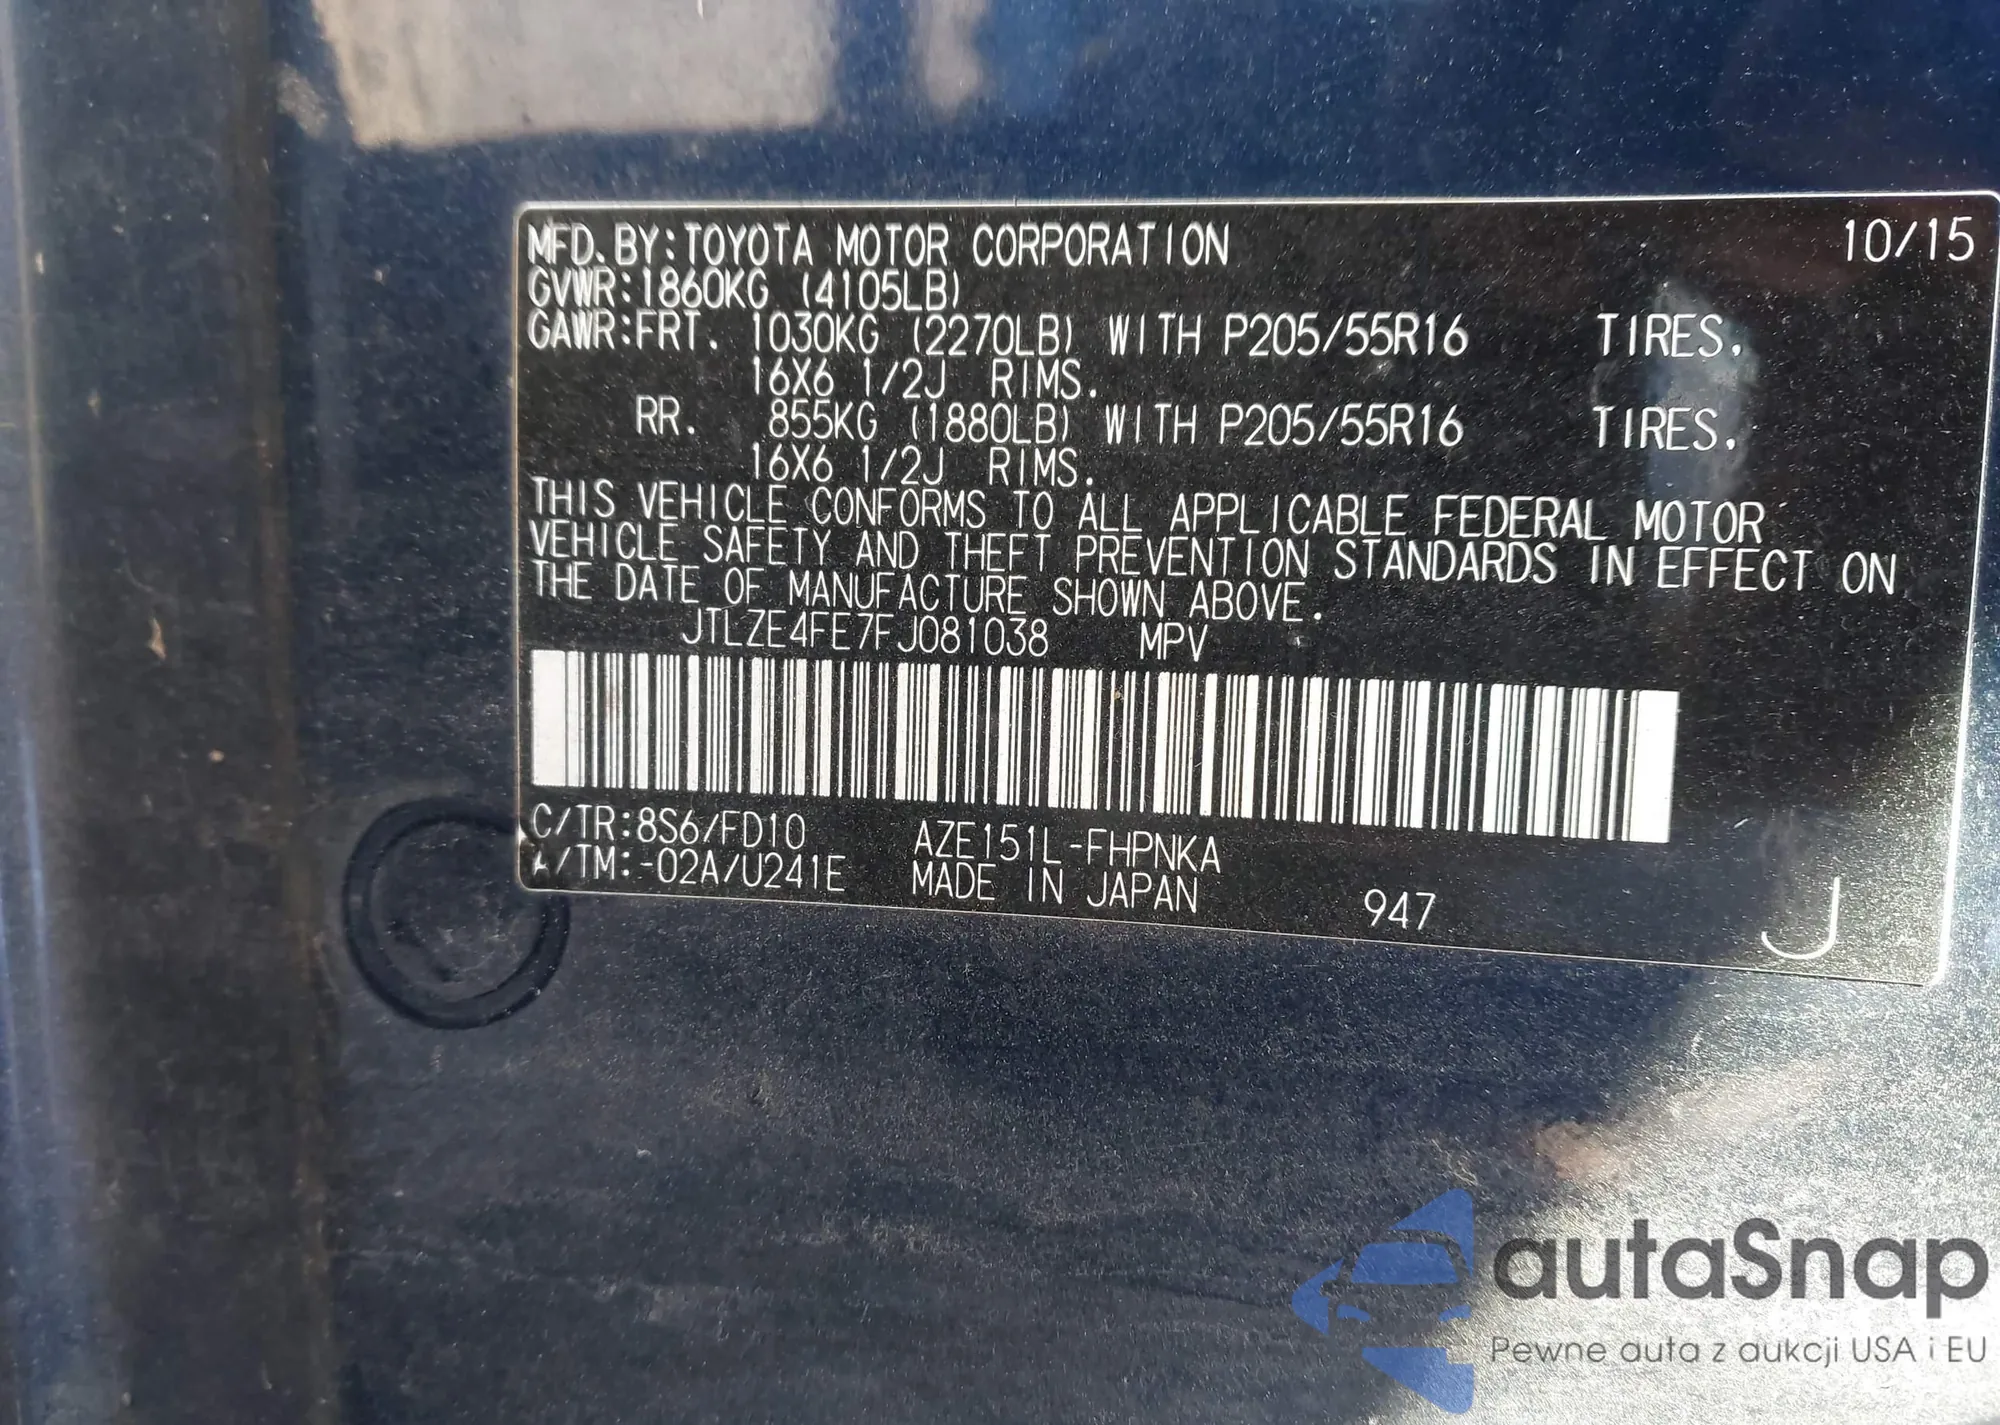 MFD. BY:TOYOTA MOTOR CORPORATION 10/15
GVWR:1860KG (4105LB)
GAWR:FRT. 1030KG (2270LB) WITH P205/55R16 TIRES,
16X6 1/2J RIMS.
RR. 855KG (1880LB) WITH P205/55R16 TIRES,
16X6 1/2J RIMS.
THIS VEHICLE CONFORMS TO ALL APPLICABLE FEDERAL MOTOR
VEHICLE SAFETY AND THEFT PREVENTION STANDARDS IN EFFECT ON
THE DATE OF MANUFACTURE SHOWN ABOVE.
JTLZE4FE7FJ081038 MPV
C/TR:8S6/FD10 AZE151L-FHPNKA
A/TM:-02A/U241E MADE IN JAPAN 947 J
autaSnap
Pewne auta z aukcji USA i EU